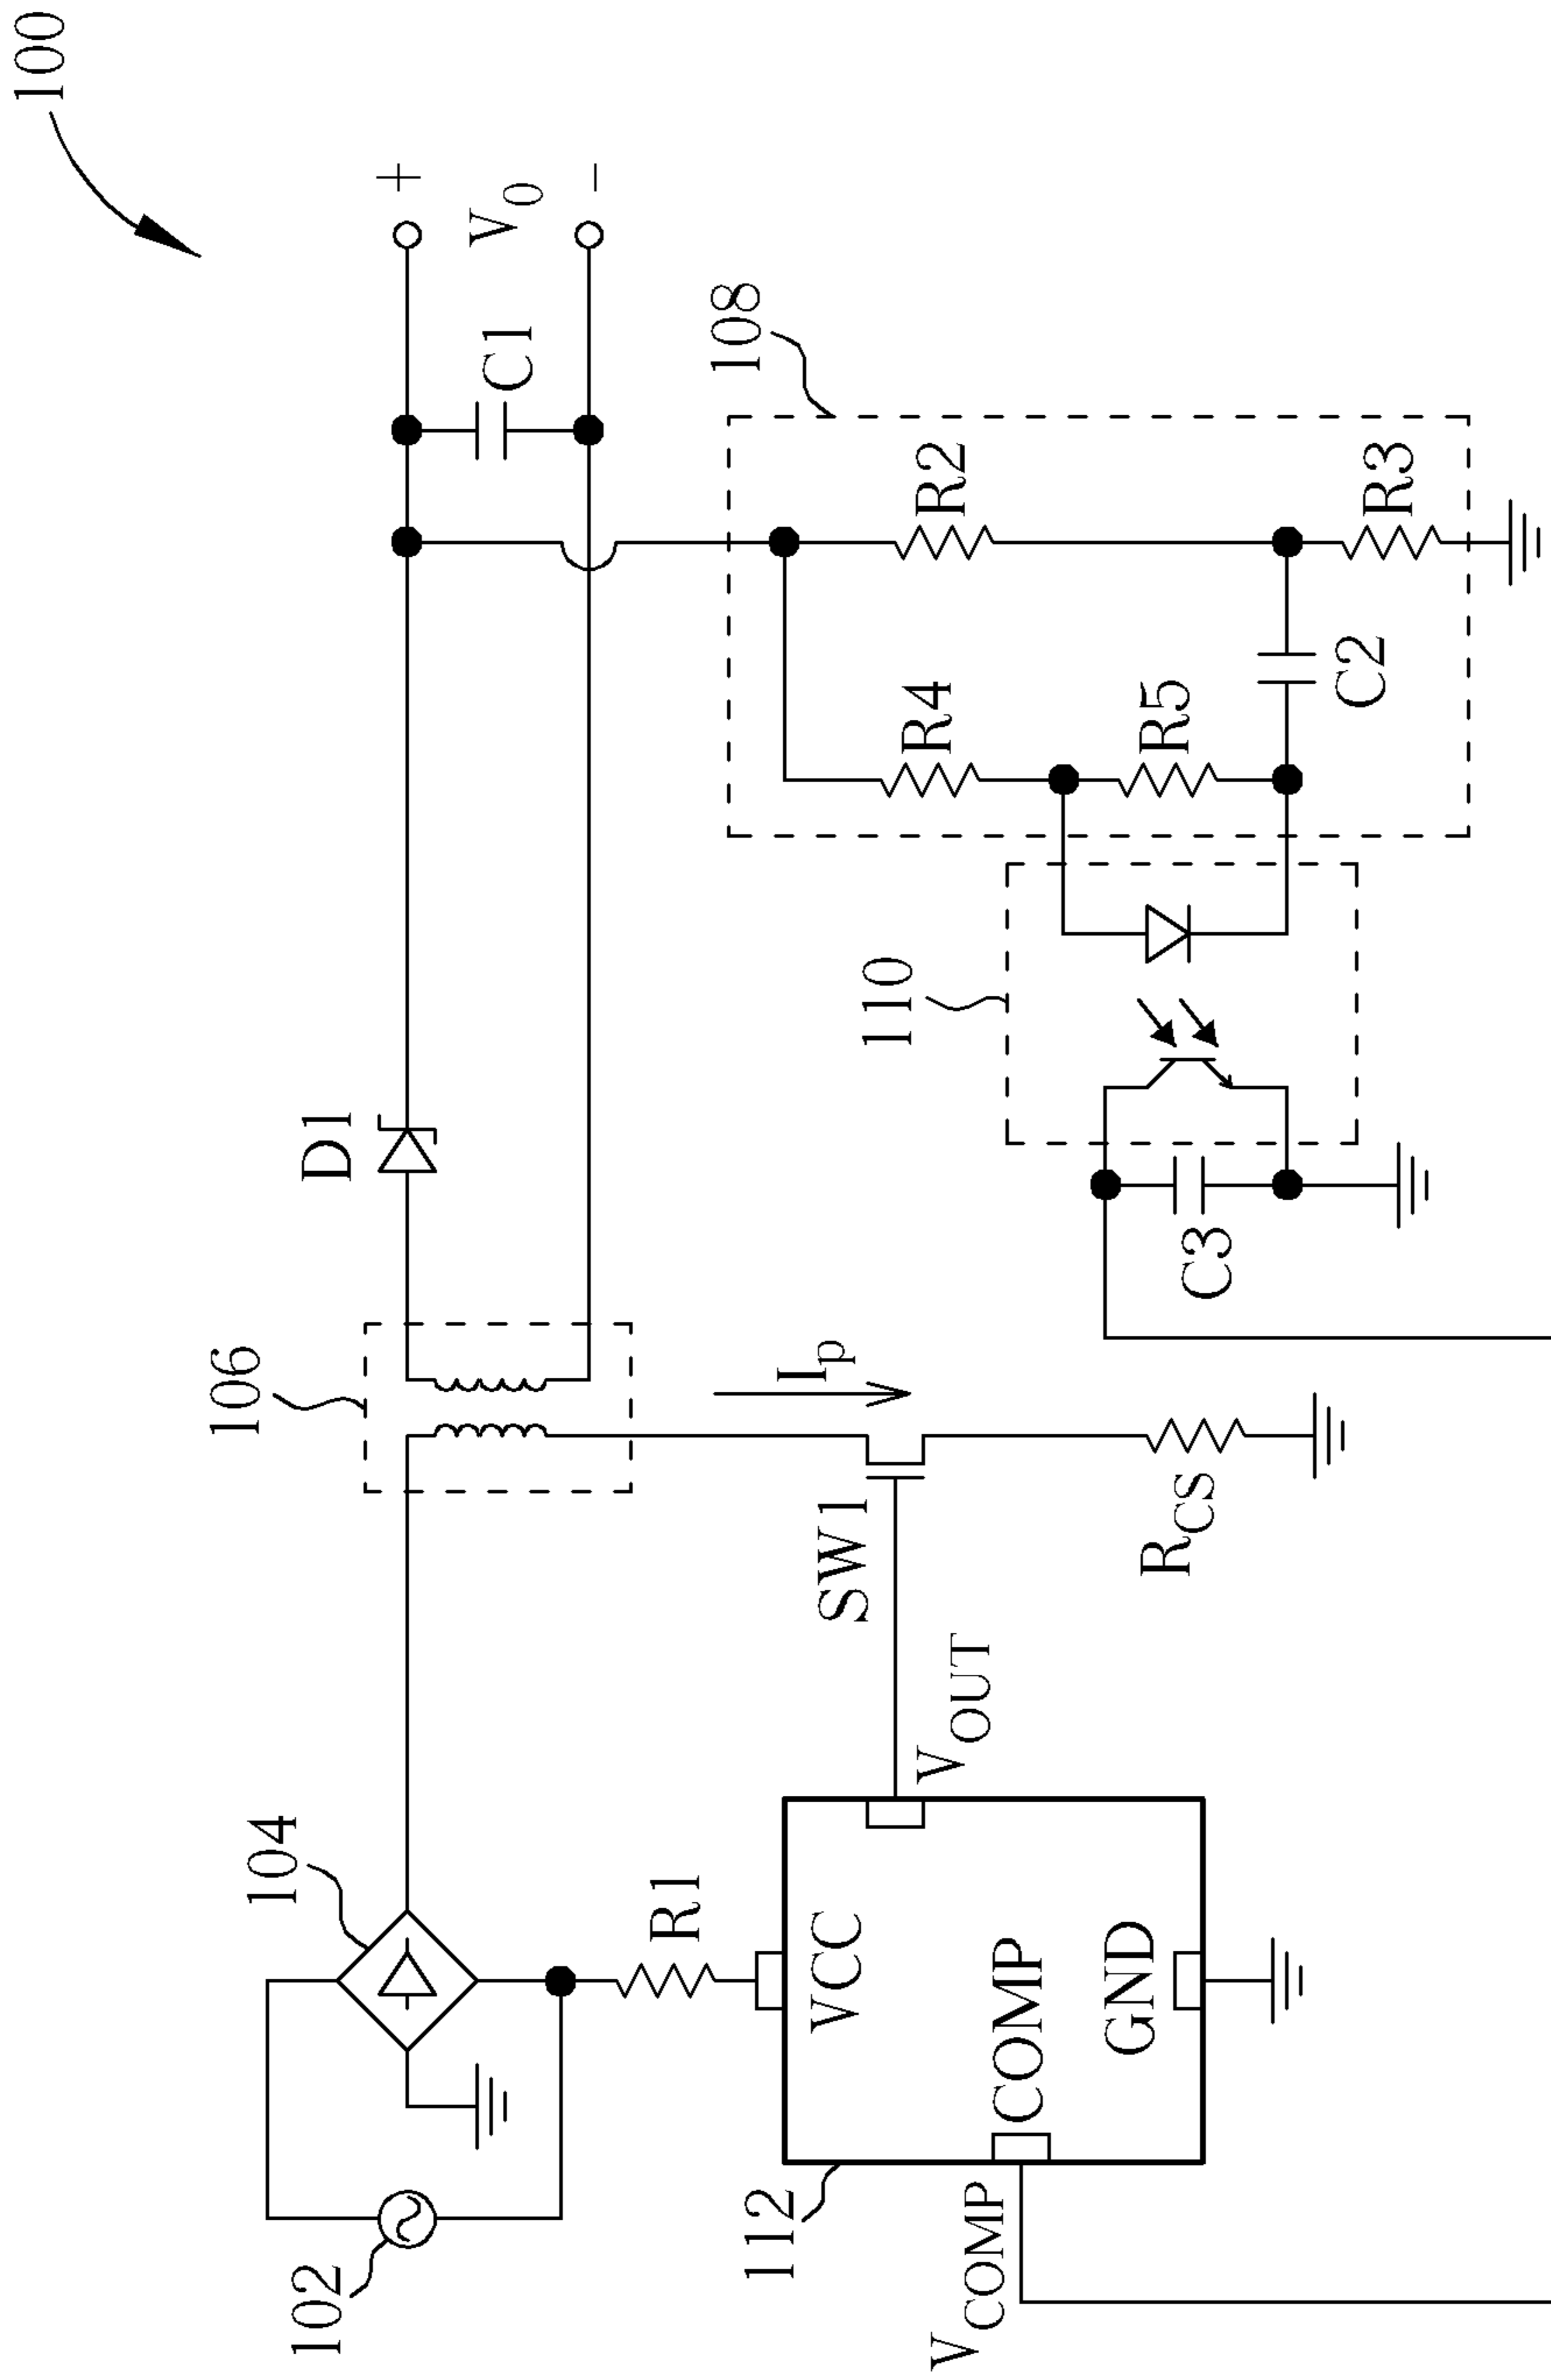 100
102
104
106
D1
+
V0
-
C1
R1
112
VCC
COMP
GND
VCOMP
VOUT
SW1
Ip
RCS
C3
110
108
R4
R5
R2
C2
R3